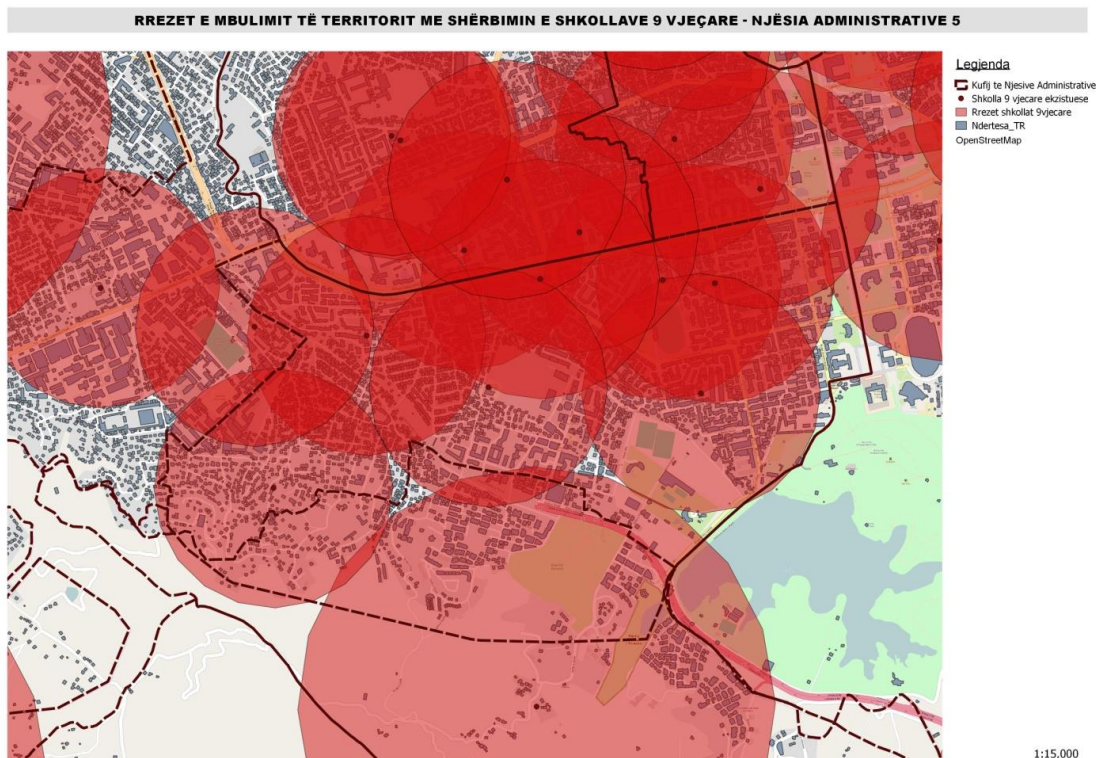 RREZET E MBULIMIT TË TERRITORIT ME SHËRBIMIN E SHKOLLAVE 9 VJEÇARE - NJËSIA ADMINISTRATIVE 5
Legjenda
Kufij te Njesive Administrative
Shkolla 9 vjecare ekzistuese
Rrezet shkollat 9vjecare
Ndertesa_TR
OpenStreetMap
1:15,000